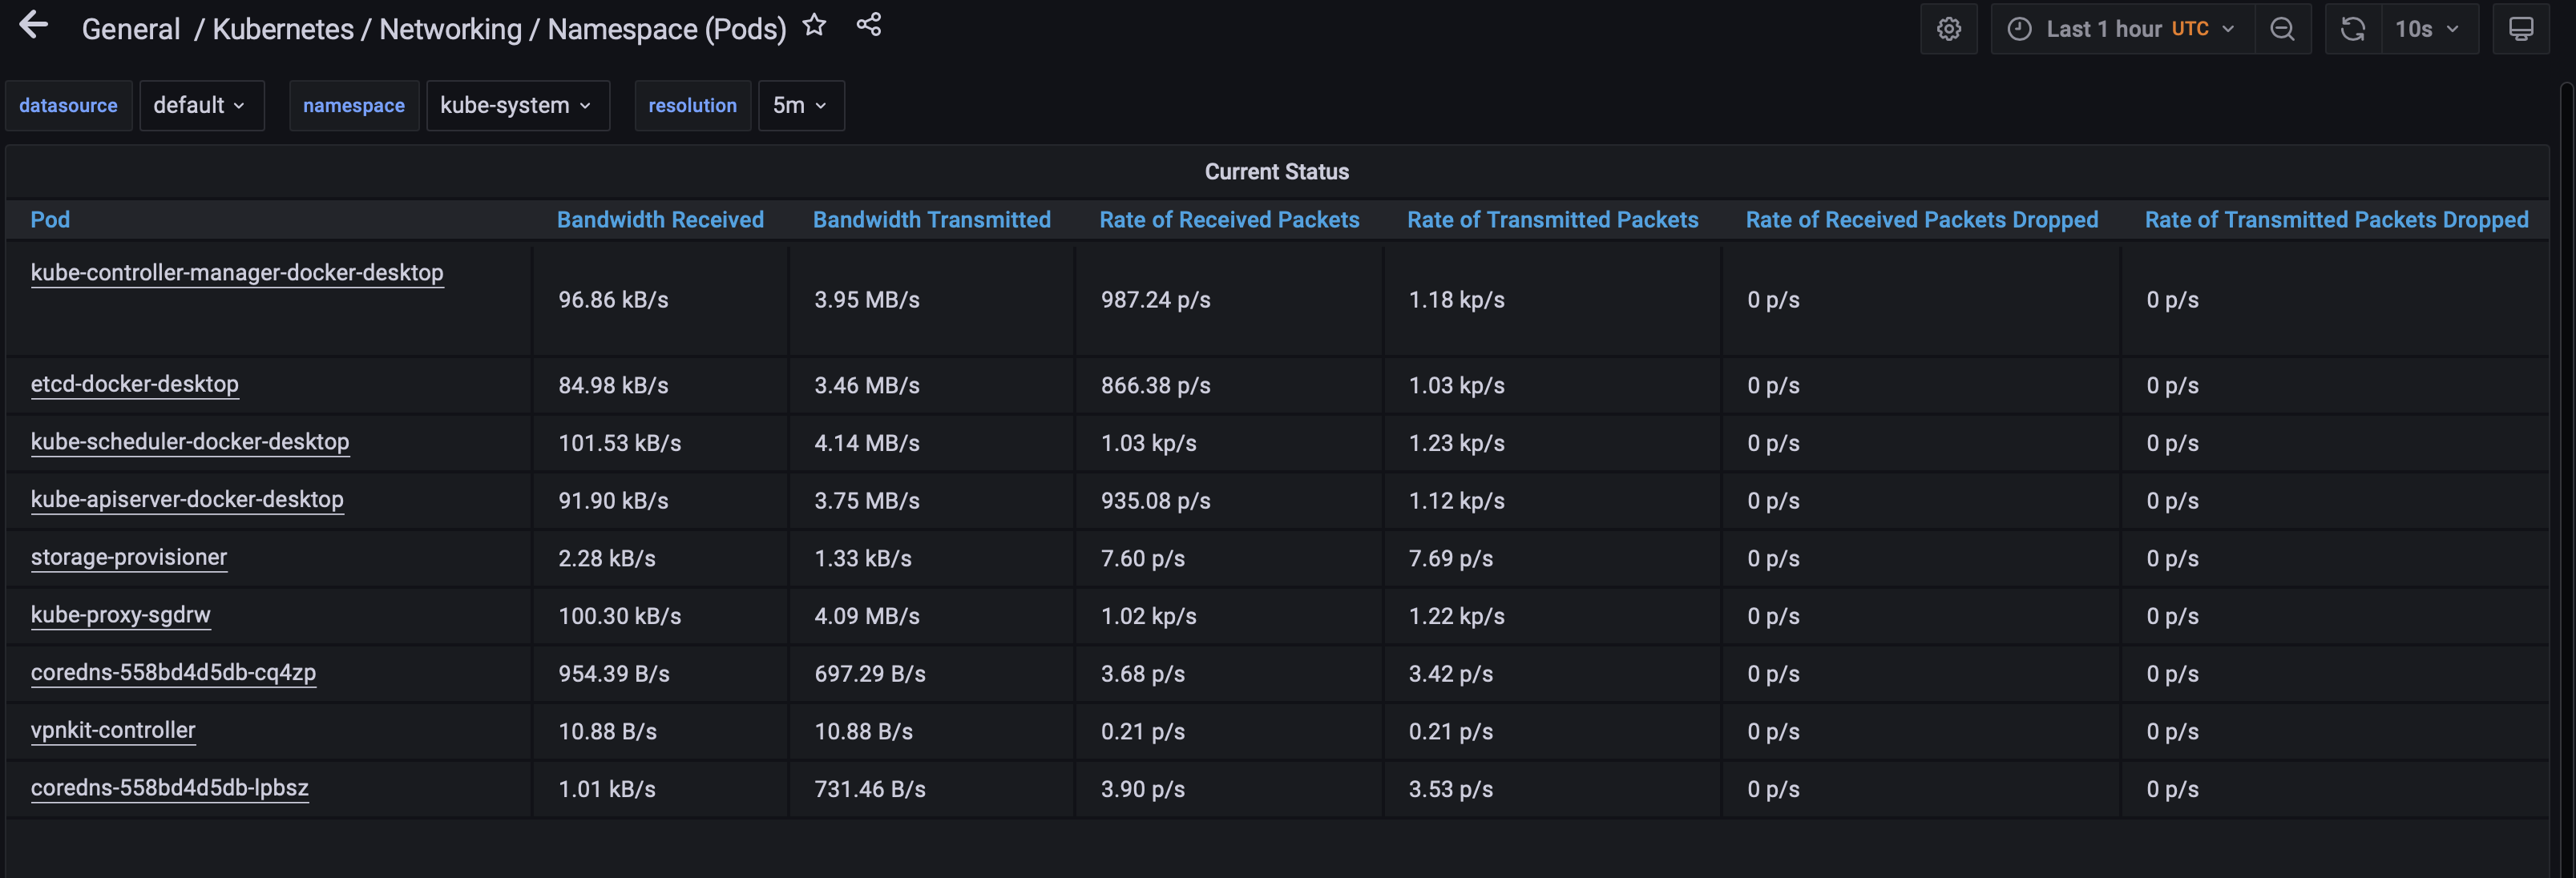 General / Kubernetes / Networking / Namespace (Pods)
Last 1 hour UTC
10s
datasource default namespace kube-system resolution 5m
Current Status
Pod Bandwidth Received Bandwidth Transmitted Rate of Received Packets Rate of Transmitted Packets Rate of Received Packets Dropped Rate of Transmitted Packets Dropped
kube-controller-manager-docker-desktop 96.86 kB/s 3.95 MB/s 987.24 p/s 1.18 kp/s 0 p/s 0 p/s
etcd-docker-desktop 84.98 kB/s 3.46 MB/s 866.38 p/s 1.03 kp/s 0 p/s 0 p/s
kube-scheduler-docker-desktop 101.53 kB/s 4.14 MB/s 1.03 kp/s 1.23 kp/s 0 p/s 0 p/s
kube-apiserver-docker-desktop 91.90 kB/s 3.75 MB/s 935.08 p/s 1.12 kp/s 0 p/s 0 p/s
storage-provisioner 2.28 kB/s 1.33 kB/s 7.60 p/s 7.69 p/s 0 p/s 0 p/s
kube-proxy-sgdrw 100.30 kB/s 4.09 MB/s 1.02 kp/s 1.22 kp/s 0 p/s 0 p/s
coredns-558bd4d5db-cq4zp 954.39 B/s 697.29 B/s 3.68 p/s 3.42 p/s 0 p/s 0 p/s
vpnkit-controller 10.88 B/s 10.88 B/s 0.21 p/s 0.21 p/s 0 p/s 0 p/s
coredns-558bd4d5db-lpbsz 1.01 kB/s 731.46 B/s 3.90 p/s 3.53 p/s 0 p/s 0 p/s